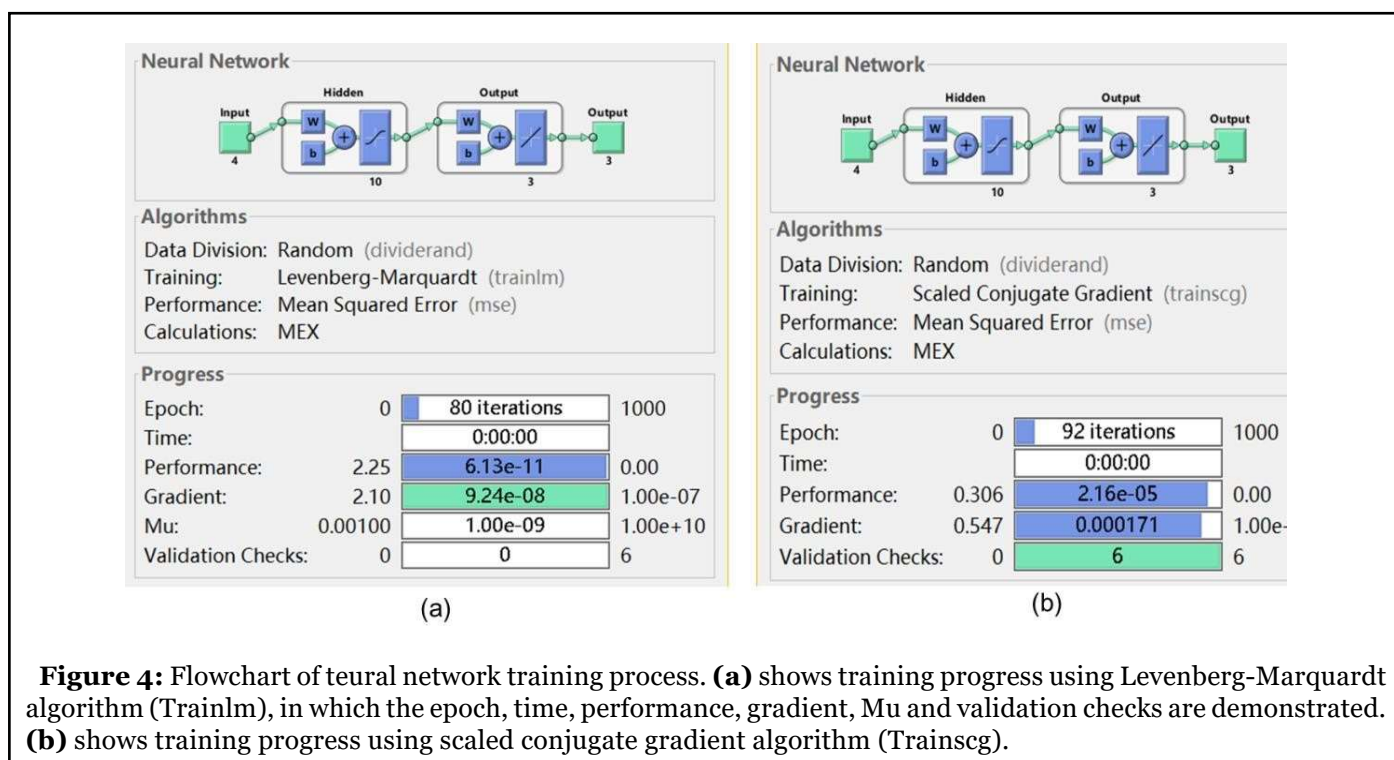 Neural Network
Hidden
Output
Input
Output
W
W
+
+
b
b
4
10
3
3
Algorithms
Data Division: Random (dividerand)
Training: Levenberg-Marquardt (trainlm)
Performance: Mean Squared Error (mse)
Calculations: MEX
Progress
Epoch: 0 80 iterations 1000
Time: 0:00:00
Performance: 2.25 6.13e-11 0.00
Gradient: 2.10 9.24e-08 1.00e-07
Mu: 0.00100 1.00e-09 1.00e+10
Validation Checks: 0 0 6
(a)
Neural Network
Hidden
Output
Input
Output
W
W
+
+
b
b
4
10
3
3
Algorithms
Data Division: Random (dividerand)
Training: Scaled Conjugate Gradient (trainscg)
Performance: Mean Squared Error (mse)
Calculations: MEX
Progress
Epoch: 0 92 iterations 1000
Time: 0:00:00
Performance: 0.306 2.16e-05 0.00
Gradient: 0.547 0.000171 1.00e-
Validation Checks: 0 6 6
(b)
Figure 4: Flowchart of teural network training process. (a) shows training progress using Levenberg-Marquardt
algorithm (Trainlm), in which the epoch, time, performance, gradient, Mu and validation checks are demonstrated.
(b) shows training progress using scaled conjugate gradient algorithm (Trainscg).